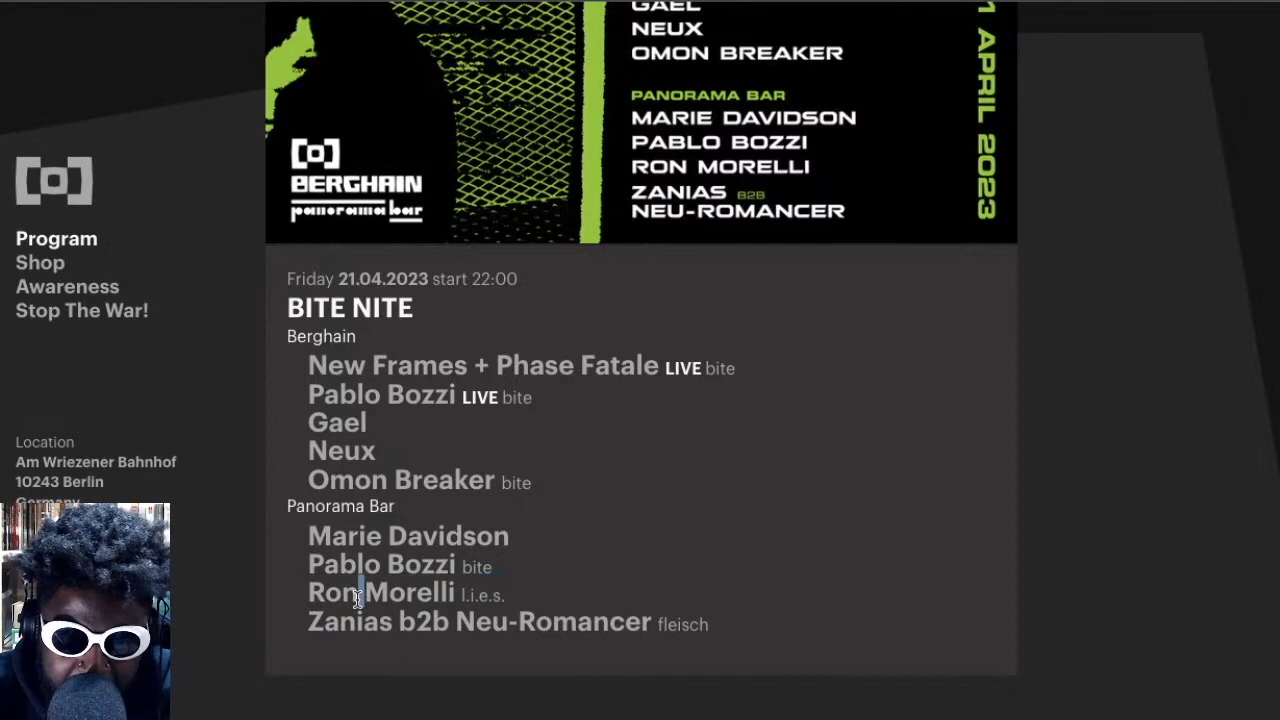 GAEL
NEUX
OMON BREAKER
PANORAMA BAR
MARIE DAVIDSON
PABLO BOZZI
RON MORELLI
ZANIAS B2B
NEU-ROMANCER
1 APRIL 2023
BERGHAIN
panorama bar
Program
Shop
Awareness
Stop The War!
Location
Am Wriezener Bahnhof
10243 Berlin
Germany
Friday 21.04.2023 start 22:00
BITE NITE
Berghain
New Frames + Phase Fatale LIVE bite
Pablo Bozzi LIVE bite
Gael
Neux
Omon Breaker bite
Panorama Bar
Marie Davidson
Pablo Bozzi bite
Ron Morelli l.i.e.s.
Zanias b2b Neu-Romancer fleisch